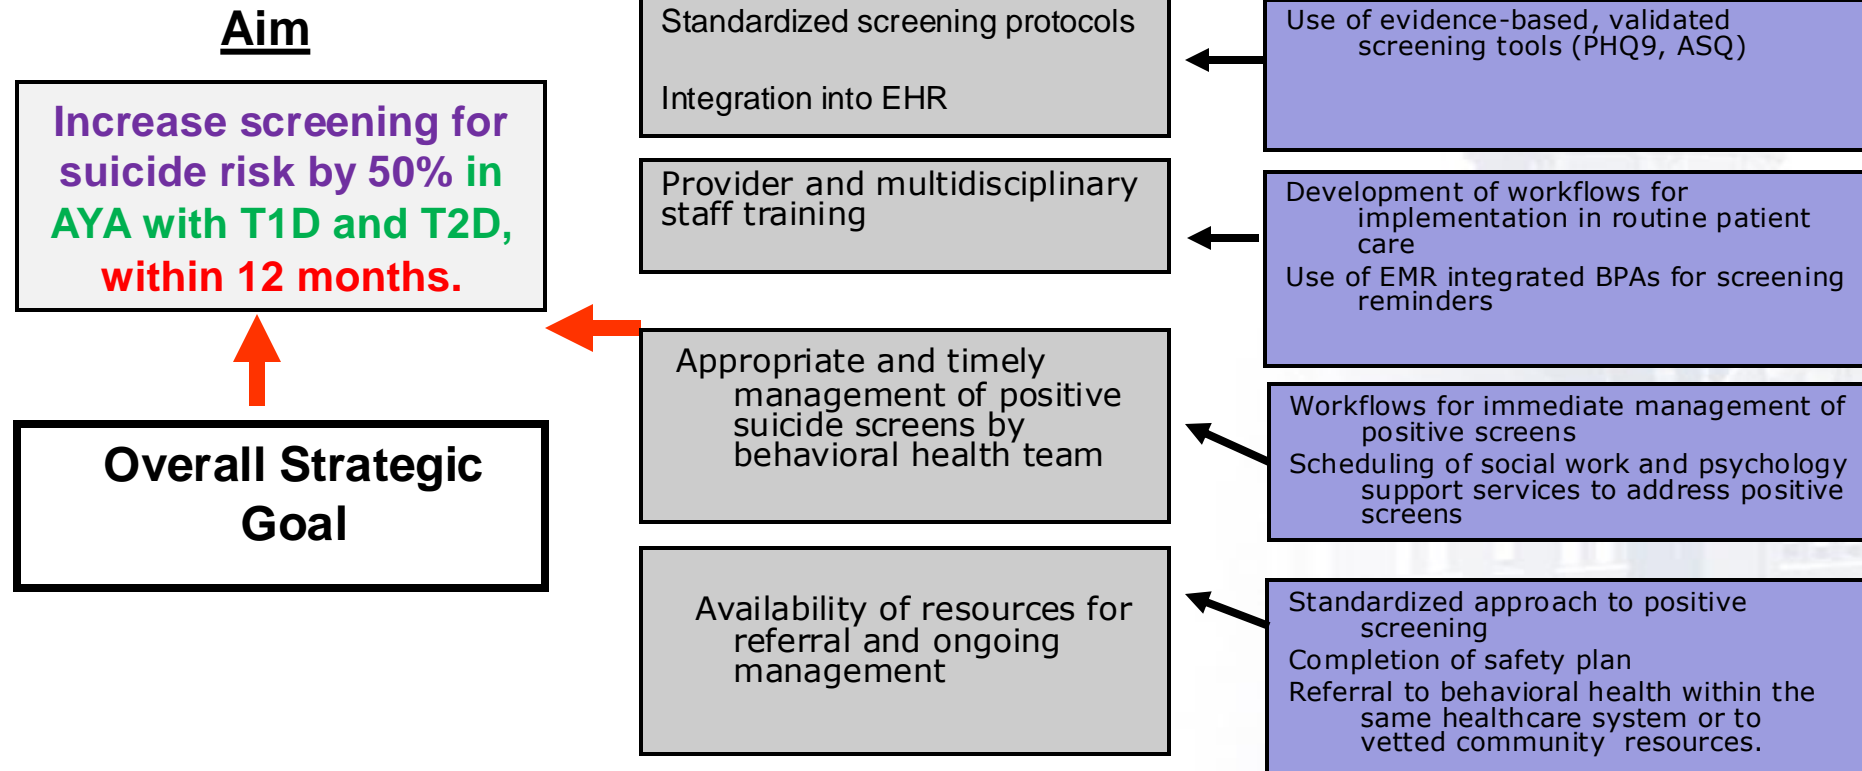 Aim
Increase screening for
suicide risk by 50% in
AYA with T1D and T2D,
within 12 months.
Overall Strategic
Goal
Standardized screening protocols
Integration into EHR
Provider and multidisciplinary
staff training
Appropriate and timely
management of positive
suicide screens by
behavioral health team
Availability of resources for
referral and ongoing
management
Use of evidence-based, validated
screening tools (PHQ9, ASQ)
Development of workflows for
implementation in routine patient
care
Use of EMR integrated BPAs for screening
reminders
Workflows for immediate management of
positive screens
Scheduling of social work and psychology
support services to address positive
screens
Standardized approach to positive
screening
Completion of safety plan
Referral to behavioral health within the
same healthcare system or to
vetted community resources.